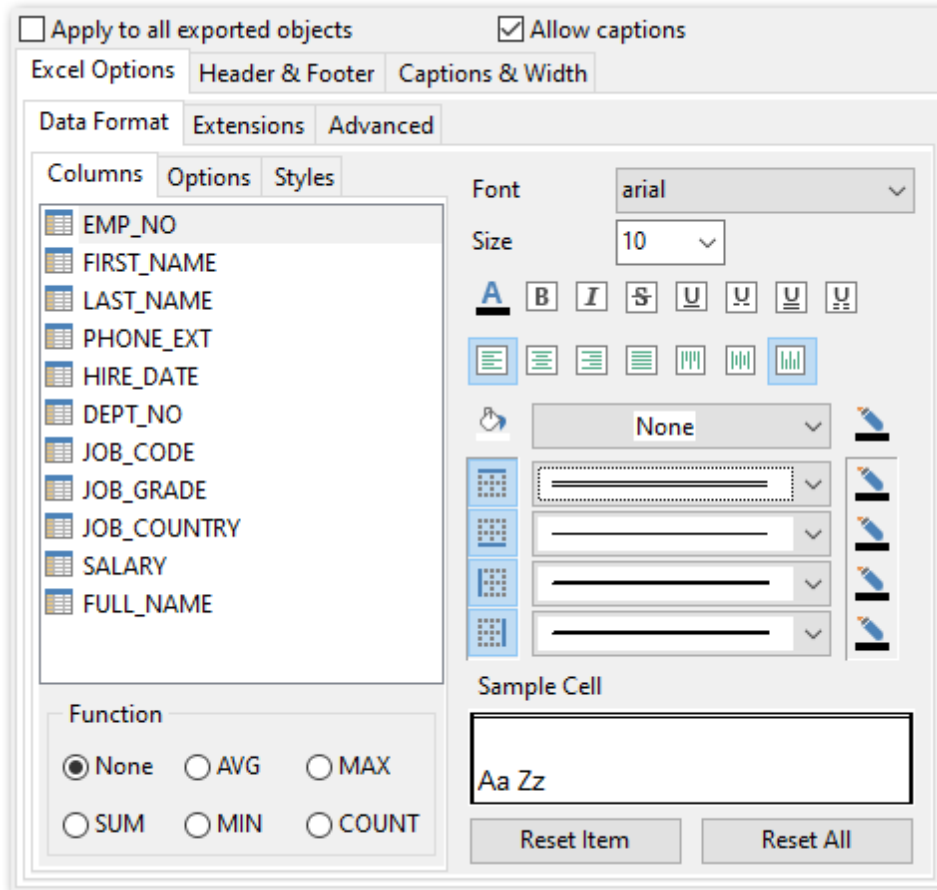 Apply to all exported objects
Allow captions
Excel Options
Header & Footer
Captions & Width
Data Format
Extensions
Advanced
Columns
Options
Styles
EMP_NO
FIRST_NAME
LAST_NAME
PHONE_EXT
HIRE_DATE
DEPT_NO
JOB_CODE
JOB_GRADE
JOB_COUNTRY
SALARY
FULL_NAME
Function
None
AVG
MAX
SUM
MIN
COUNT
Font
arial
Size
10
A
B
I
S
U
U
U
U
None
Sample Cell
Aa Zz
Reset Item
Reset All